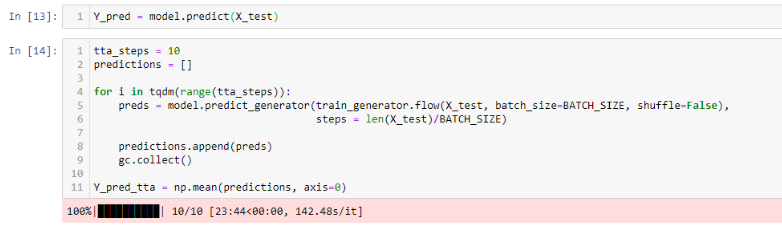 In [13]: 1 Y_pred = model.predict(X_test)
In [14]: 1 tta_steps = 10
2 predictions = []
3
4 for i in tqdm(range(tta_steps)):
5     preds = model.predict_generator(train_generator.flow(X_test, batch_size=BATCH_SIZE, shuffle=False),
6                                     steps = len(X_test)/BATCH_SIZE)
7
8     predictions.append(preds)
9     gc.collect()
10
11 Y_pred_tta = np.mean(predictions, axis=0)
100%|██████████| 10/10 [23:44<00:00, 142.48s/it]